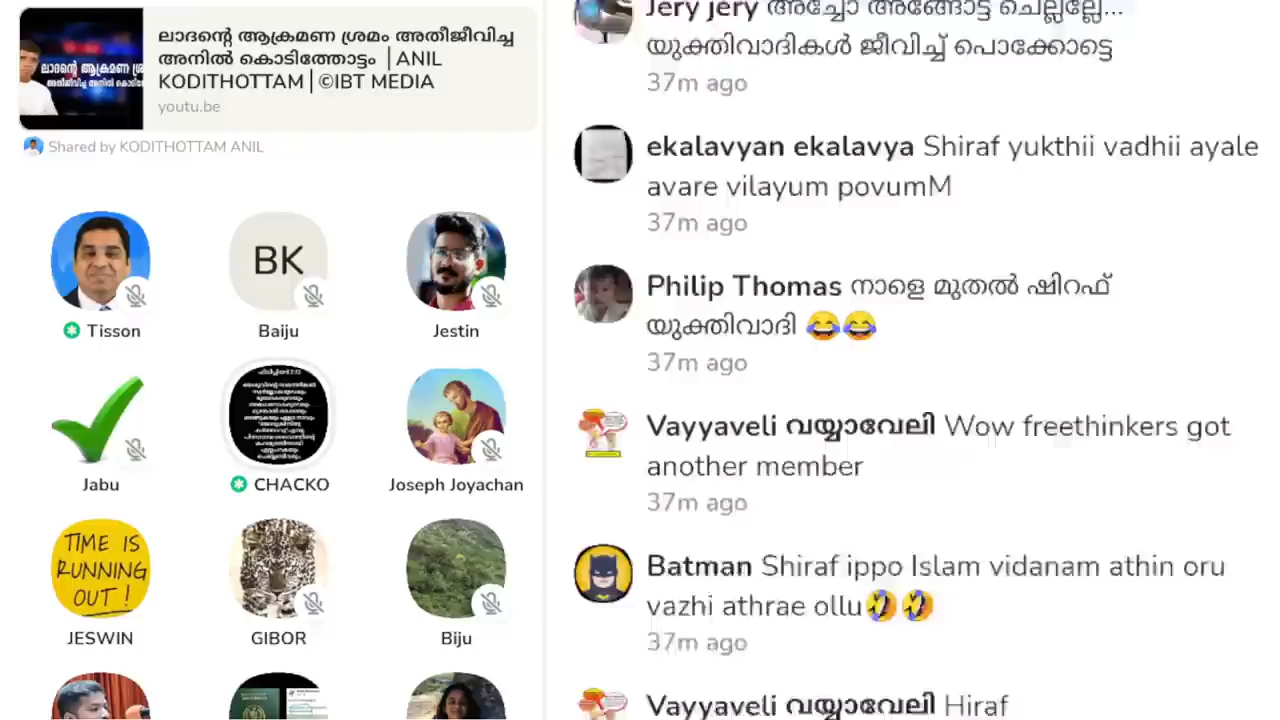 ലാദന്റെ ആക്രമണ ശ്രമം അതീജീവിച്ച
അനിൽ കൊടിത്തോട്ടം | ANIL
KODITHOTTAM | ©IBT MEDIA
youtu.be
Shared by KODITHOTTAM ANIL
BK
Tisson
Baiju
Jestin
Jabu
CHACKO
Joseph Joyachan
TIME IS
RUNNING
OUT !
JESWIN
GIBOR
Biju
Jery jery അച്ചോ അങ്ങോട്ട് ചെല്ലല്ലേ...
യുക്തിവാദികൾ ജീവിച്ച് പൊക്കോട്ടെ
37m ago
ekalavyan ekalavya Shiraf yukthii vadhii ayale
avare vilayum povumM
37m ago
Philip Thomas നാളെ മുതൽ ഷിറഫ്
യുക്തിവാദി 😂😂
37m ago
Vayyaveli വയ്യാവേലി Wow freethinkers got
another member
37m ago
Batman Shiraf ippo Islam vidanam athin oru
vazhi athrae ollu🤣🤣
37m ago
Vayyaveli വയ്യാവേലി Hiraf